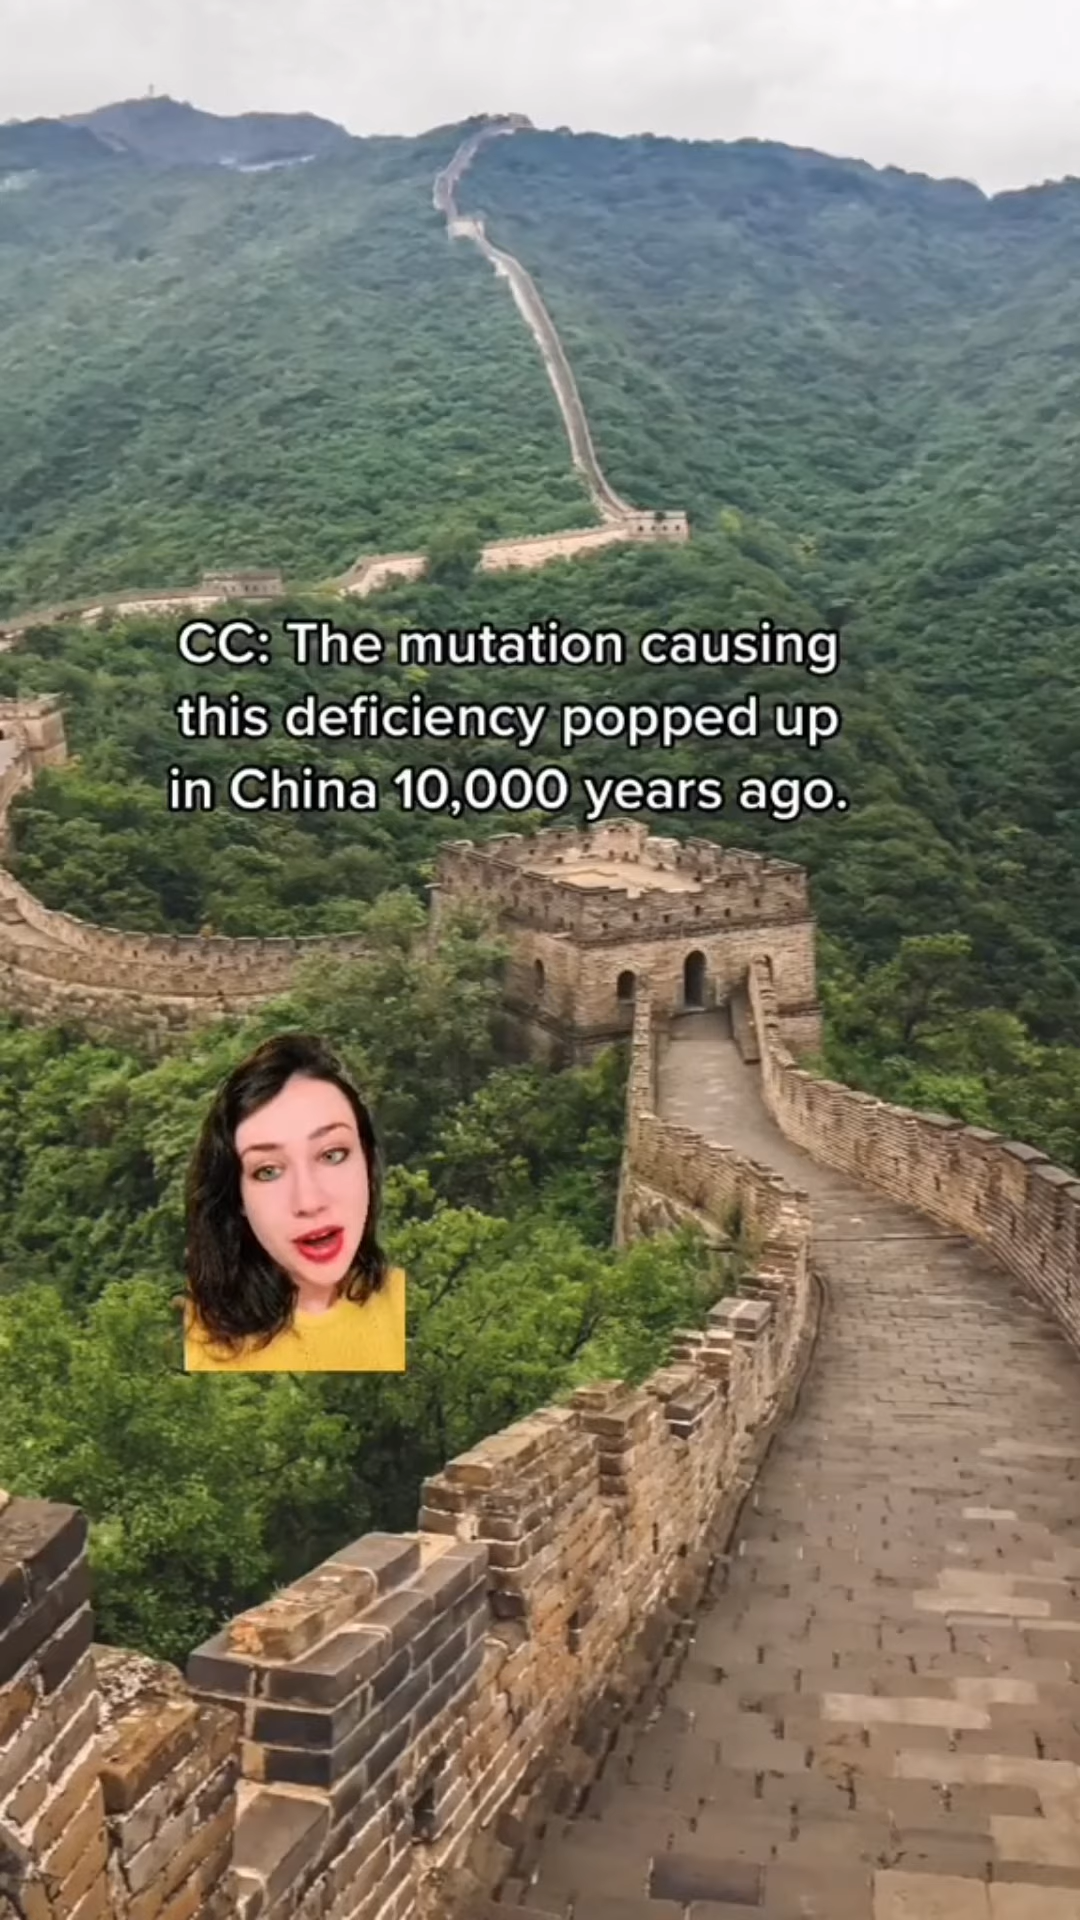 CC: The mutation causing
this deficiency popped up
in China 10,000 years ago.